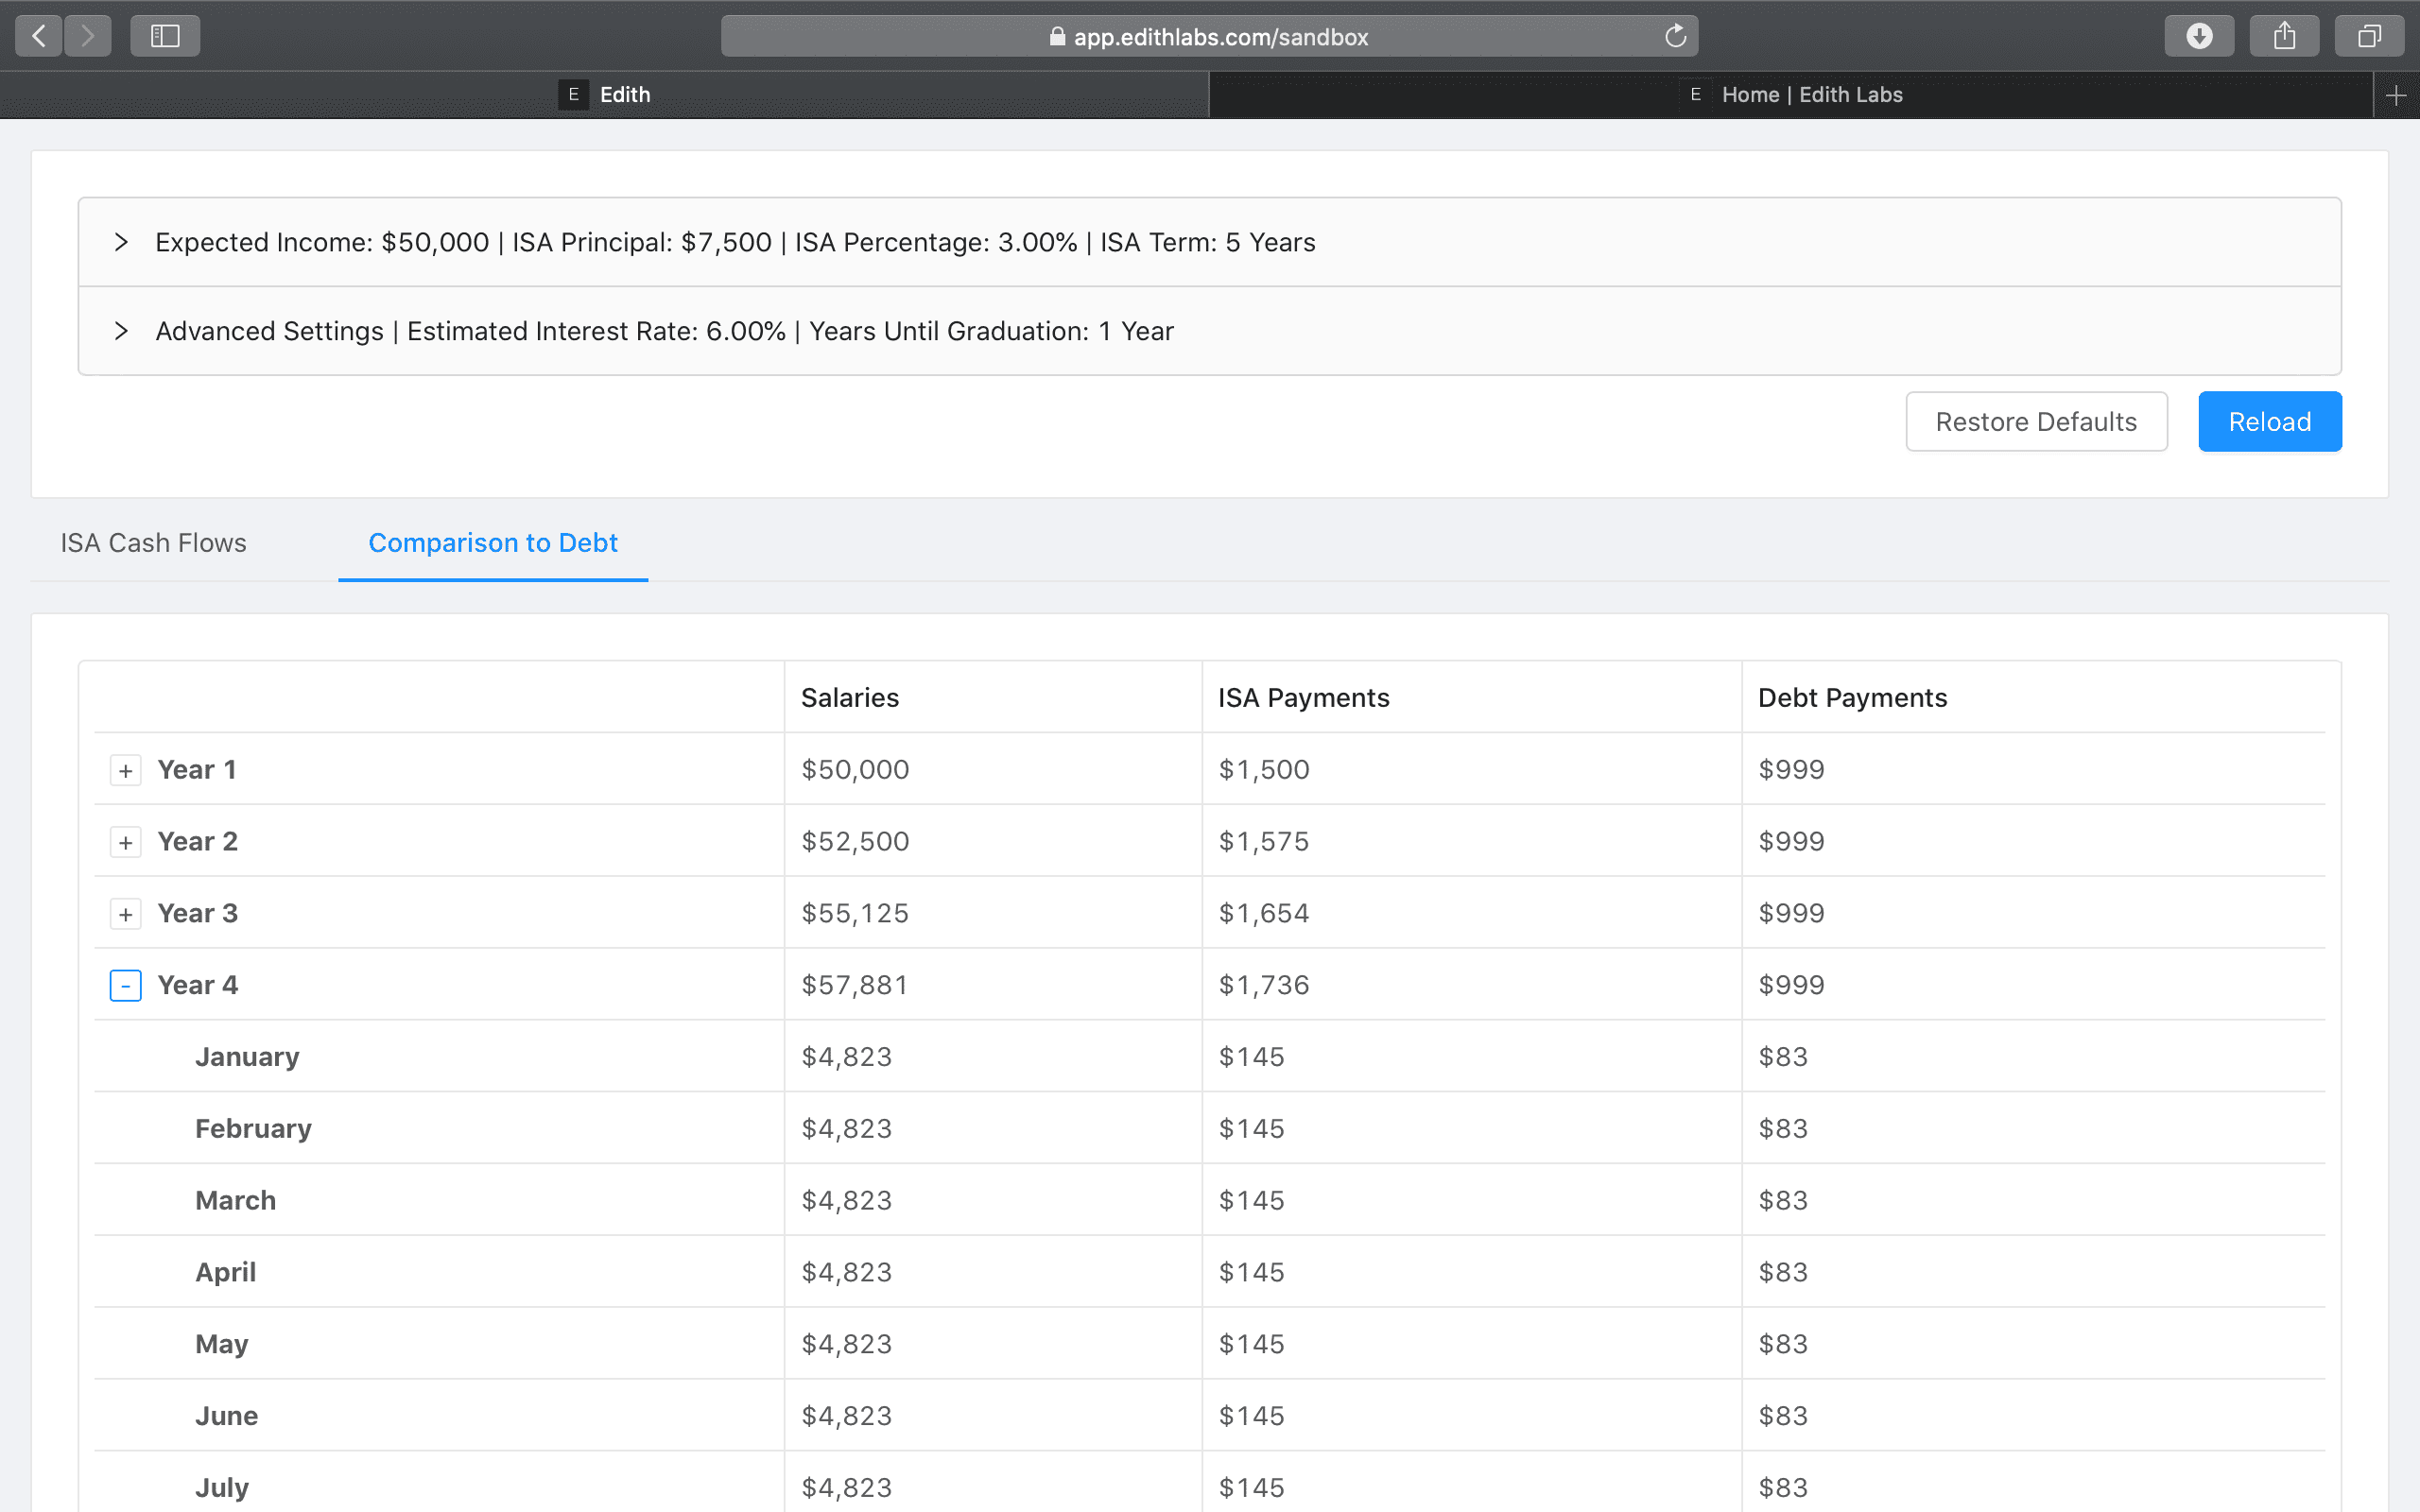 app.edithlabs.com/sandbox
E Edith
E Home | Edith Labs
Expected Income: $50,000 | ISA Principal: $7,500 | ISA Percentage: 3.00% | ISA Term: 5 Years
Advanced Settings | Estimated Interest Rate: 6.00% | Years Until Graduation: 1 Year
Restore Defaults Reload
ISA Cash Flows Comparison to Debt
Salaries ISA Payments Debt Payments
+ Year 1 $50,000 $1,500 $999
+ Year 2 $52,500 $1,575 $999
+ Year 3 $55,125 $1,654 $999
- Year 4 $57,881 $1,736 $999
January $4,823 $145 $83
February $4,823 $145 $83
March $4,823 $145 $83
April $4,823 $145 $83
May $4,823 $145 $83
June $4,823 $145 $83
July $4,823 $145 $83